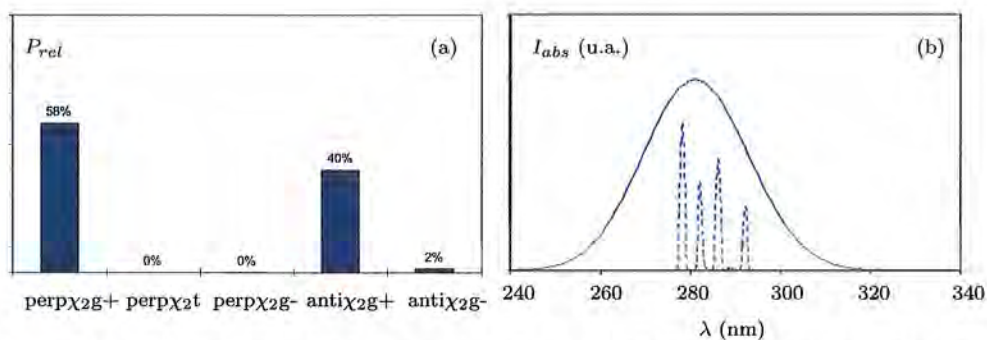 P_rel (a)
58%
0%
0%
40%
2%
perpχ₂g+ perpχ₂t perpχ₂g- antiχ₂g+ antiχ₂g-
I_abs (u.a.) (b)
240 260 280 300 320 340
λ (nm)